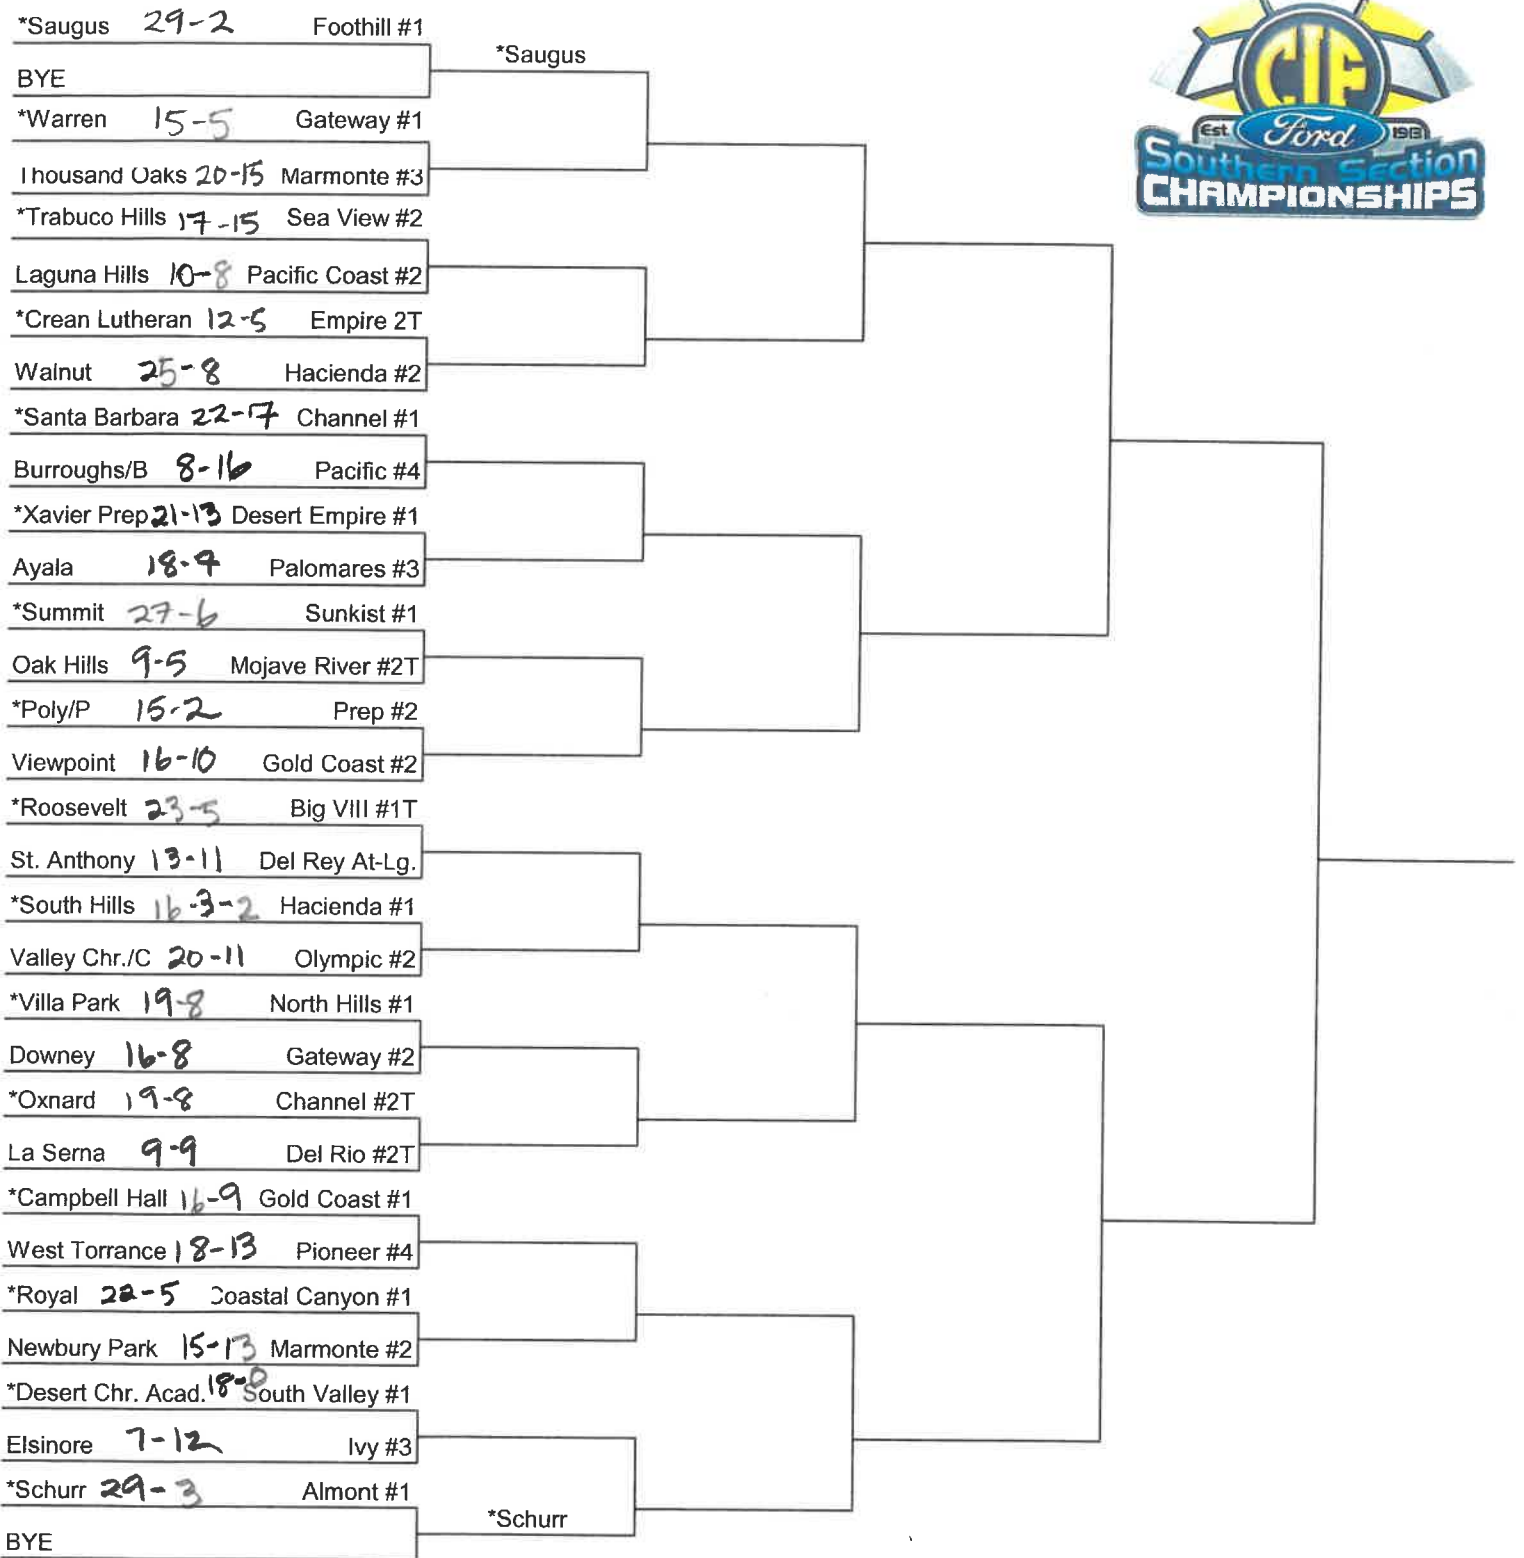 *Saugus 29-2 Foothill #1
BYE
*Saugus
*Warren 15-5 Gateway #1
Thousand Oaks 20-15 Marmonte #3
*Trabuco Hills 17-15 Sea View #2
Laguna Hills 10-8 Pacific Coast #2
*Crean Lutheran 12-5 Empire 2T
Walnut 25-8 Hacienda #2
*Santa Barbara 22-17 Channel #1
Burroughs/B 8-16 Pacific #4
*Xavier Prep 21-13 Desert Empire #1
Ayala 18-9 Palomares #3
*Summit 27-6 Sunkist #1
Oak Hills 9-5 Mojave River #2T
*Poly/P 15-2 Prep #2
Viewpoint 16-10 Gold Coast #2
*Roosevelt 23-5 Big VIII #1T
St. Anthony 13-11 Del Rey At-Lg.
*South Hills 16-3-2 Hacienda #1
Valley Chr./C 20-11 Olympic #2
*Villa Park 19-8 North Hills #1
Downey 16-8 Gateway #2
*Oxnard 19-8 Channel #2T
La Serna 9-9 Del Rio #2T
*Campbell Hall 16-9 Gold Coast #1
West Torrance 18-13 Pioneer #4
*Royal 22-5 Coastal Canyon #1
Newbury Park 15-13 Marmonte #2
*Desert Chr. Acad. 18-0 South Valley #1
Elsinore 7-12 Ivy #3
*Schurr 29-3 Almont #1
BYE
*Schurr
CIF
Est Ford 1913
Southern Section
CHAMPIONSHIPS